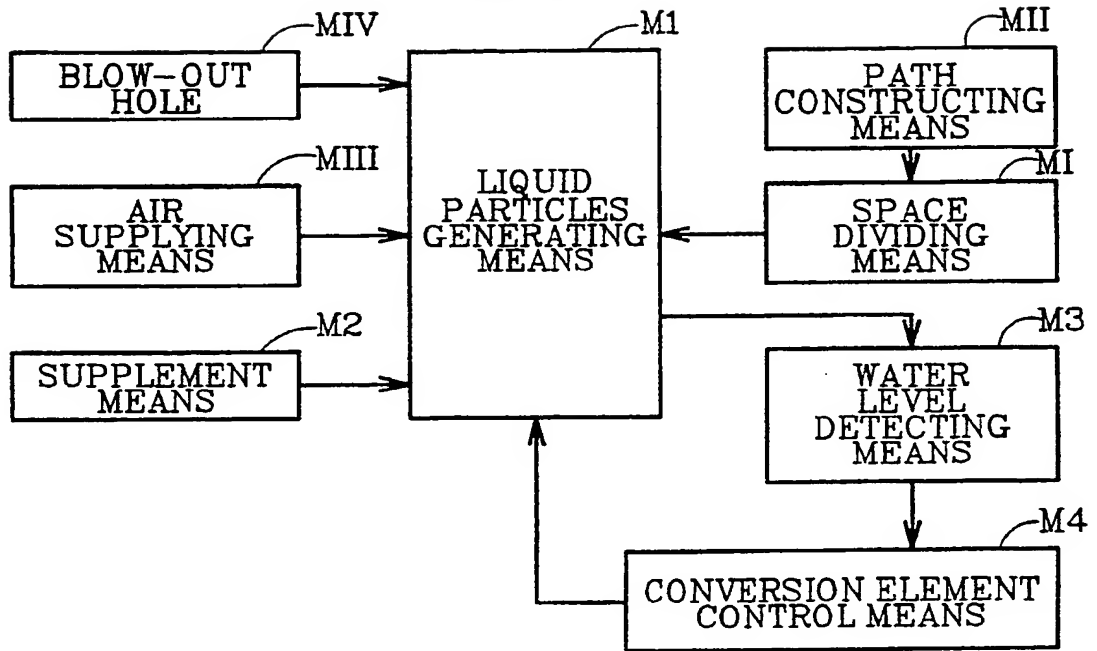 MIV
BLOW-OUT
HOLE
MIII
AIR
SUPPLYING
MEANS
M2
SUPPLEMENT
MEANS
M1
LIQUID
PARTICLES
GENERATING
MEANS
MII
PATH
CONSTRUCTING
MEANS
MI
SPACE
DIVIDING
MEANS
M3
WATER
LEVEL
DETECTING
MEANS
M4
CONVERSION ELEMENT
CONTROL MEANS